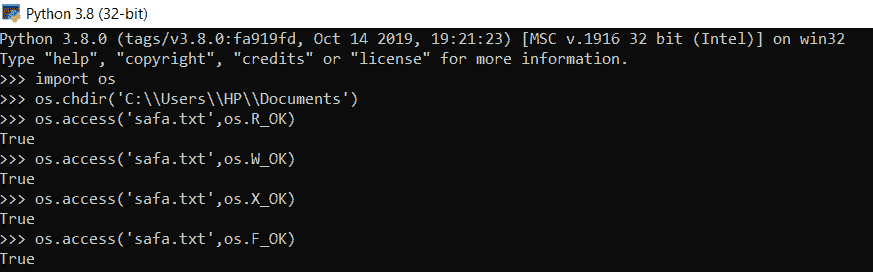 Python 3.8 (32-bit)
Python 3.8.0 (tags/v3.8.0:fa919fd, Oct 14 2019, 19:21:23) [MSC v.1916 32 bit (Intel)] on win32
Type "help", "copyright", "credits" or "license" for more information.
>>> import os
>>> os.chdir('C:\\Users\\HP\\Documents')
>>> os.access('safa.txt',os.R_OK)
True
>>> os.access('safa.txt',os.W_OK)
True
>>> os.access('safa.txt',os.X_OK)
True
>>> os.access('safa.txt',os.F_OK)
True